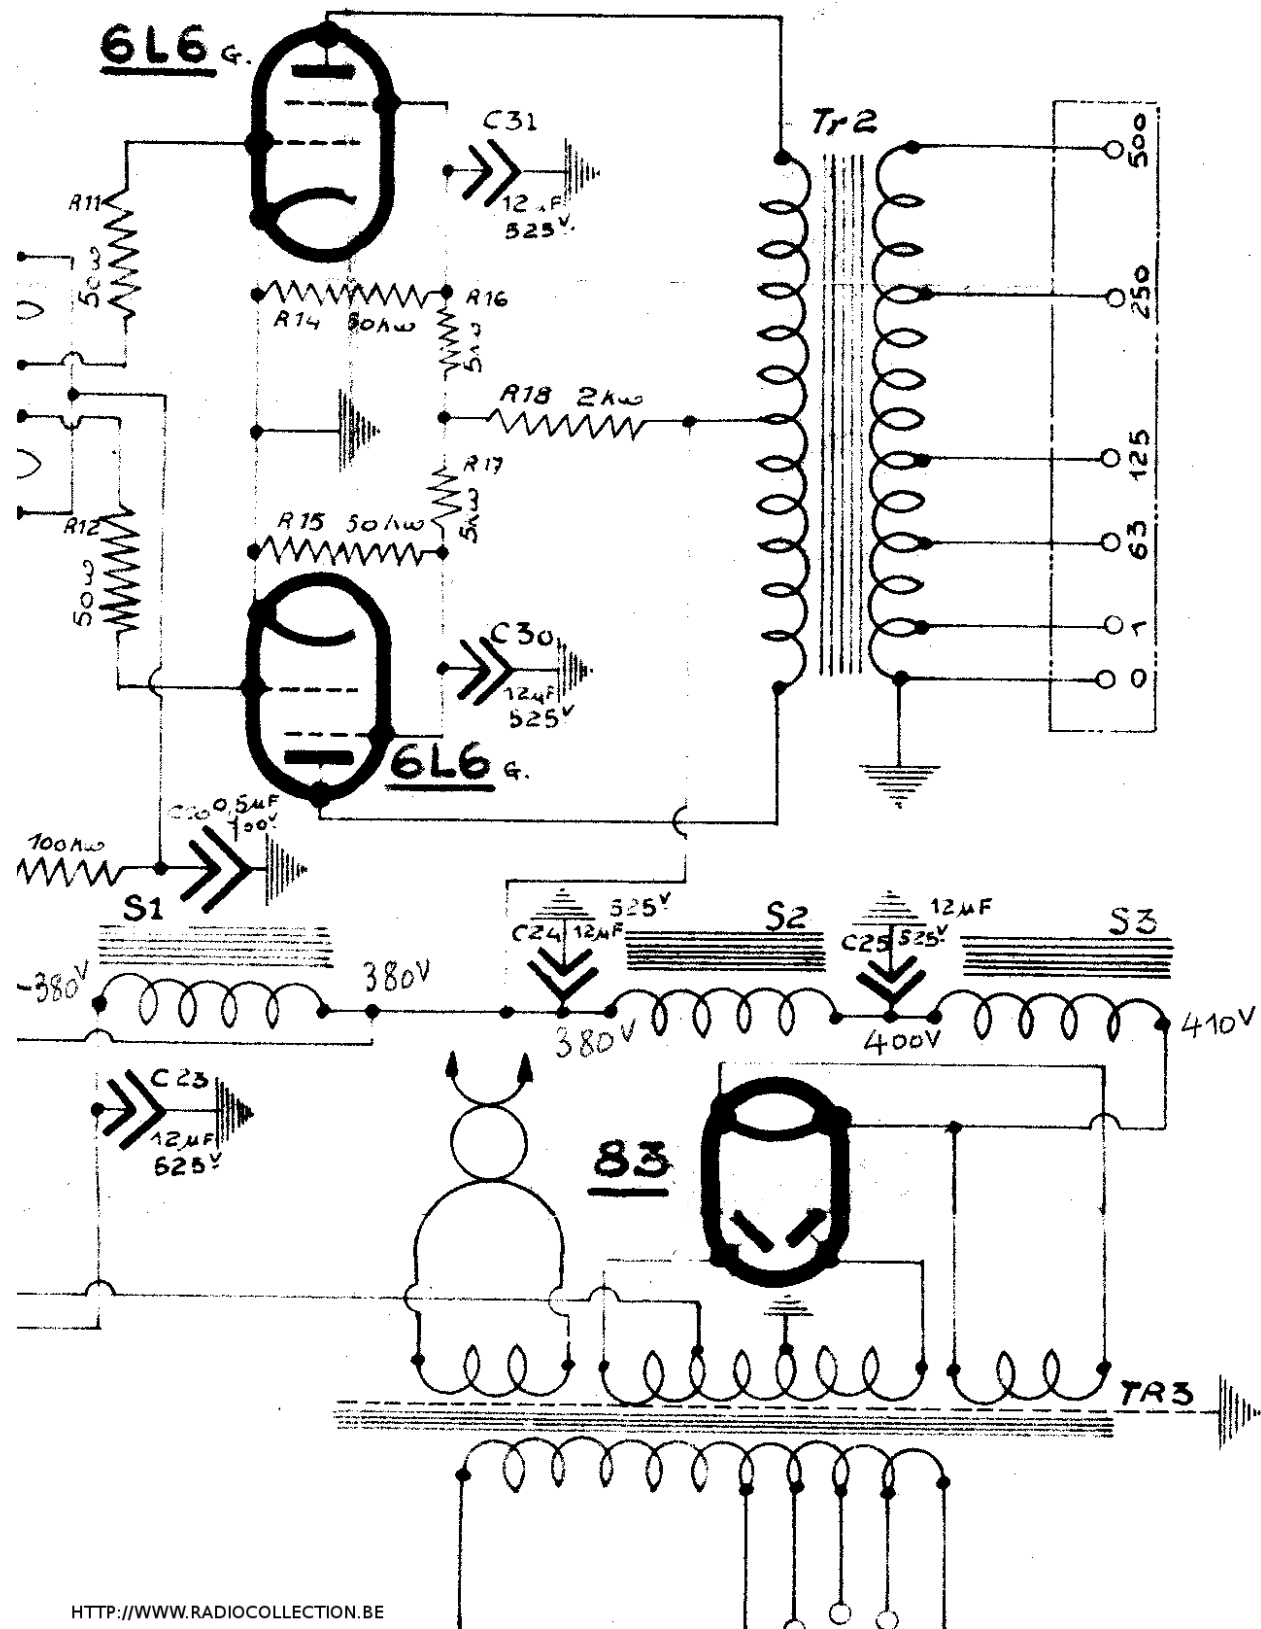 6L6 G.
C31
12 µF
525V
Tr2
500
R11
50ω
250
R14 50kω
R16
5kω
R18 2kω
R17
5kω
125
R12
50ω
R15 50kω
63
7
0
C30
12µF
525V
6L6 G.
0,5µF
400V
100kω
S1
525V
C24 12µF
S2
12µF
C25 525V
S3
-380V
380V
380V
400V
410V
C23
12µF
525V
83
TR3
HTTP://WWW.RADIOCOLLECTION.BE